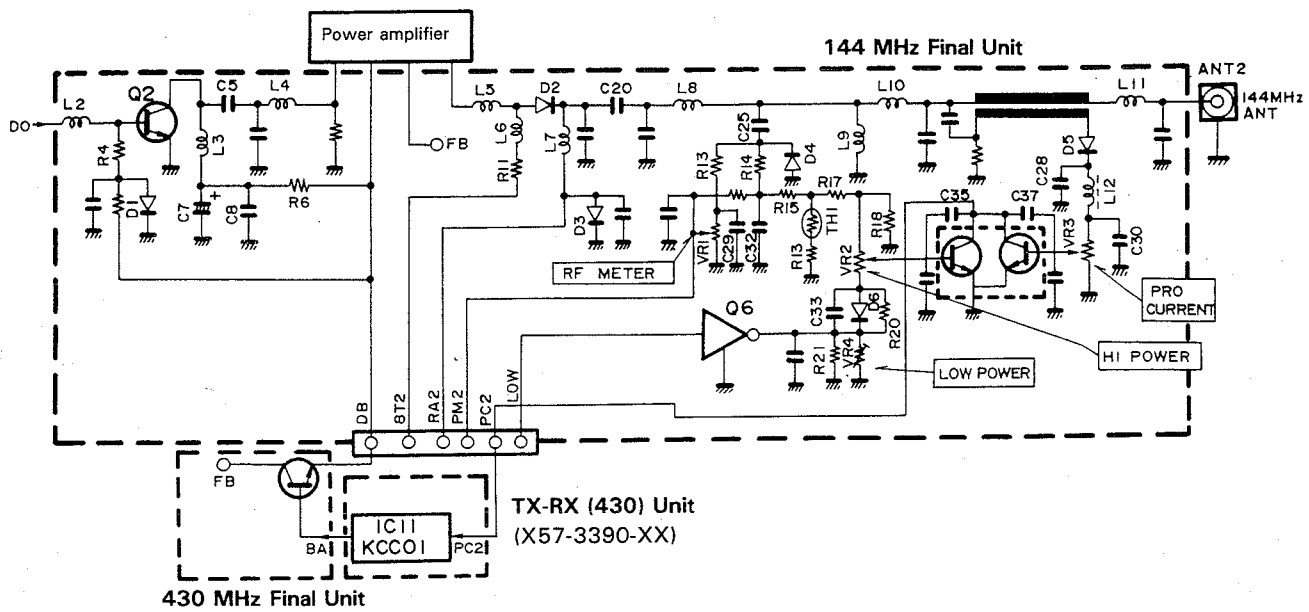 Power amplifier
144 MHz Final Unit
L2
Q2
C5
L4
L5
D2
C20
L8
L10
L11
ANT2
144MHz
ANT
DO
R4
L3
FB
L6
L7
C25
L9
D5
R13
R14
D4
R11
R17
C28
L12
D1
C7
+
C8
R6
D3
R15
TH1
R18
C35
C37
VR3
C30
RF METER
VR1
C29
C32
R13
VR2
PRO
CURRENT
Q6
C33
D6
R20
R21
VR4
HI POWER
LOW POWER
DB
8T2
RA2
PM2
PC2
LOW
FB
BA
IC11
KCC01
PC2
TX-RX (430) Unit
(X57-3390-XX)
430 MHz Final Unit